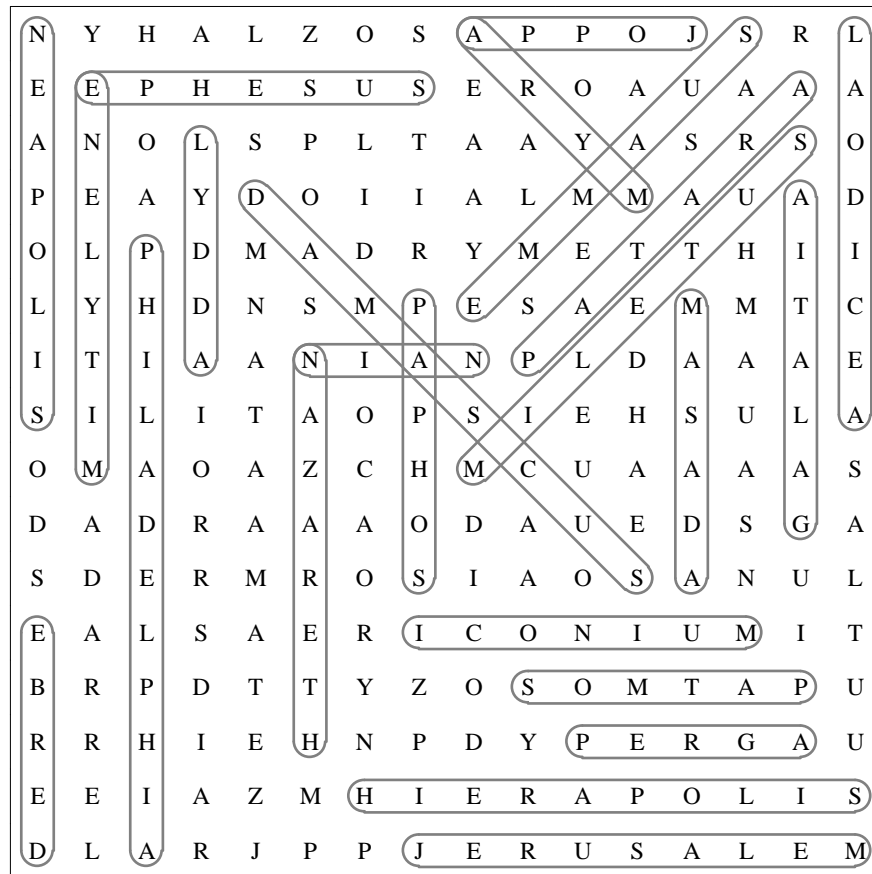 N Y H A L Z O S A P P O J S R L
E E P H E S U S E R O A U A A A
A N O L S P L T A A Y A S R S O
P E A Y D O I I A L M M A U A D
O L P D M A D R Y M E T T H I I
L Y H D N S M P E S A E M M T C
I T I A A N I A N P L D A A A E
S I L I T A O P S I E H S U L A
O M A O A Z C H M C U A A A A S
D A D R A A A O D A U E D S G A
S D E R M R O S I A O S A N U L
E A L S A E R I C O N I U M I T
B R P D T T Y Z O S O M T A P U
R R H I E H N P D Y P E R G A U
E E I A Z M H I E R A P O L I S
D L A R J P P J E R U S A L E M